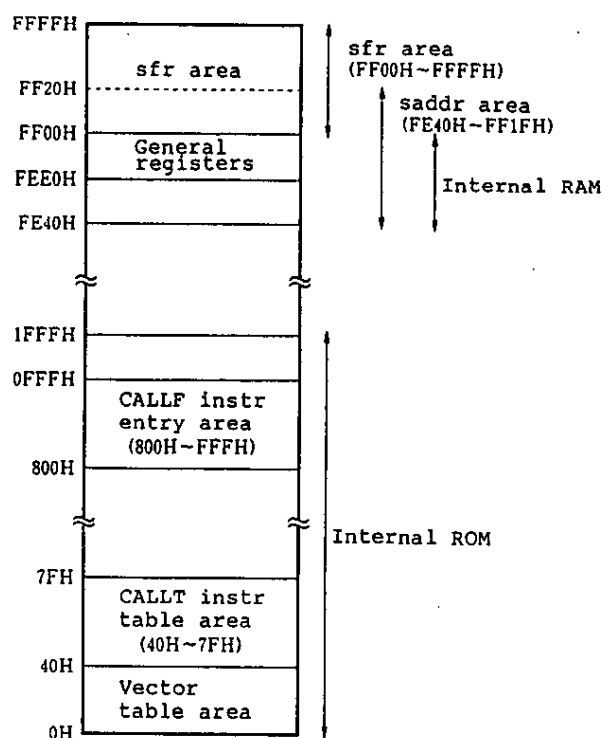 FFFFH
sfr area
FF20H
FF00H
General
registers
FEE0H
FE40H
sfr area
(FF00H~FFFFH)
saddr area
(FE40H~FF1FH)
Internal RAM
1FFFH
0FFFH
CALLF instr
entry area
(800H~FFFH)
800H
Internal ROM
7FH
CALLT instr
table area
(40H~7FH)
40H
Vector
table area
0H